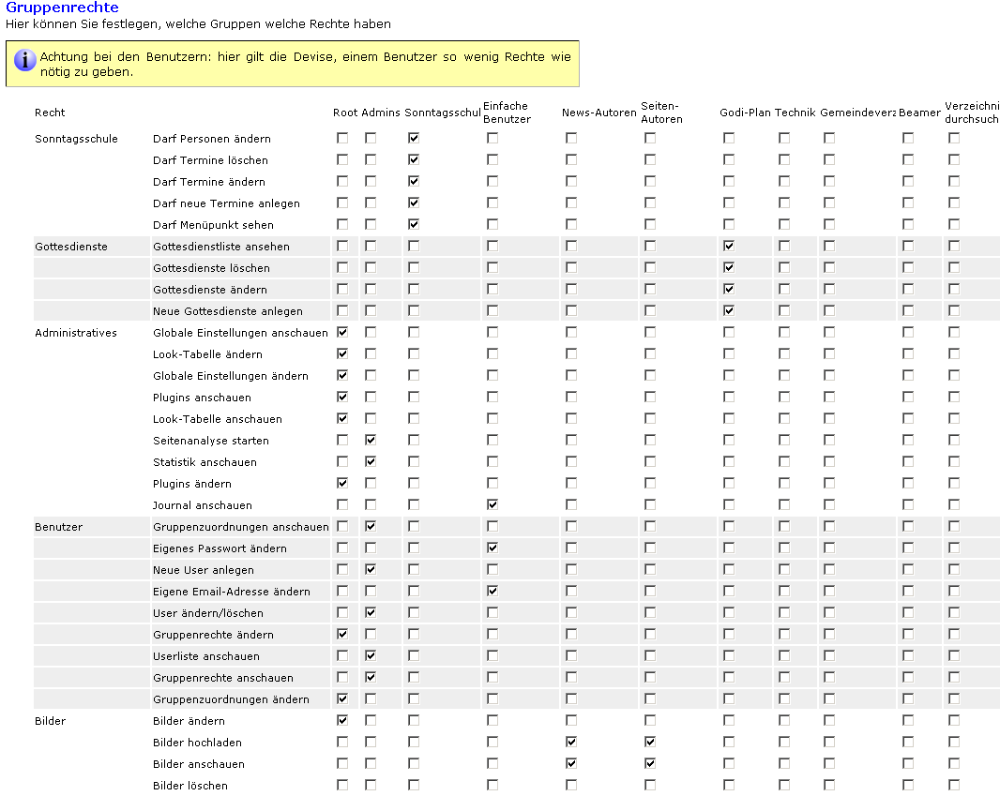 Gruppenrechte
Hier können Sie festlegen, welche Gruppen welche Rechte haben
Achtung bei den Benutzern: hier gilt die Devise, einem Benutzer so wenig Rechte wie
nötig zu geben.
Recht Root Admins Sonntagsschul Einfache Benutzer News-Autoren Seiten-Autoren Godi-Plan Technik Gemeindeverz Beamer Verzeichni durchsuch
Sonntagsschule Darf Personen ändern
Darf Termine löschen
Darf Termine ändern
Darf neue Termine anlegen
Darf Menüpunkt sehen
Gottesdienste Gottesdienstliste ansehen
Gottesdienste löschen
Gottesdienste ändern
Neue Gottesdienste anlegen
Administratives Globale Einstellungen anschauen
Look-Tabelle ändern
Globale Einstellungen ändern
Plugins anschauen
Look-Tabelle anschauen
Seitenanalyse starten
Statistik anschauen
Plugins ändern
Journal anschauen
Benutzer Gruppenzuordnungen anschauen
Eigenes Passwort ändern
Neue User anlegen
Eigene Email-Adresse ändern
User ändern/löschen
Gruppenrechte ändern
Userliste anschauen
Gruppenrechte anschauen
Gruppenzuordnungen ändern
Bilder Bilder ändern
Bilder hochladen
Bilder anschauen
Bilder löschen